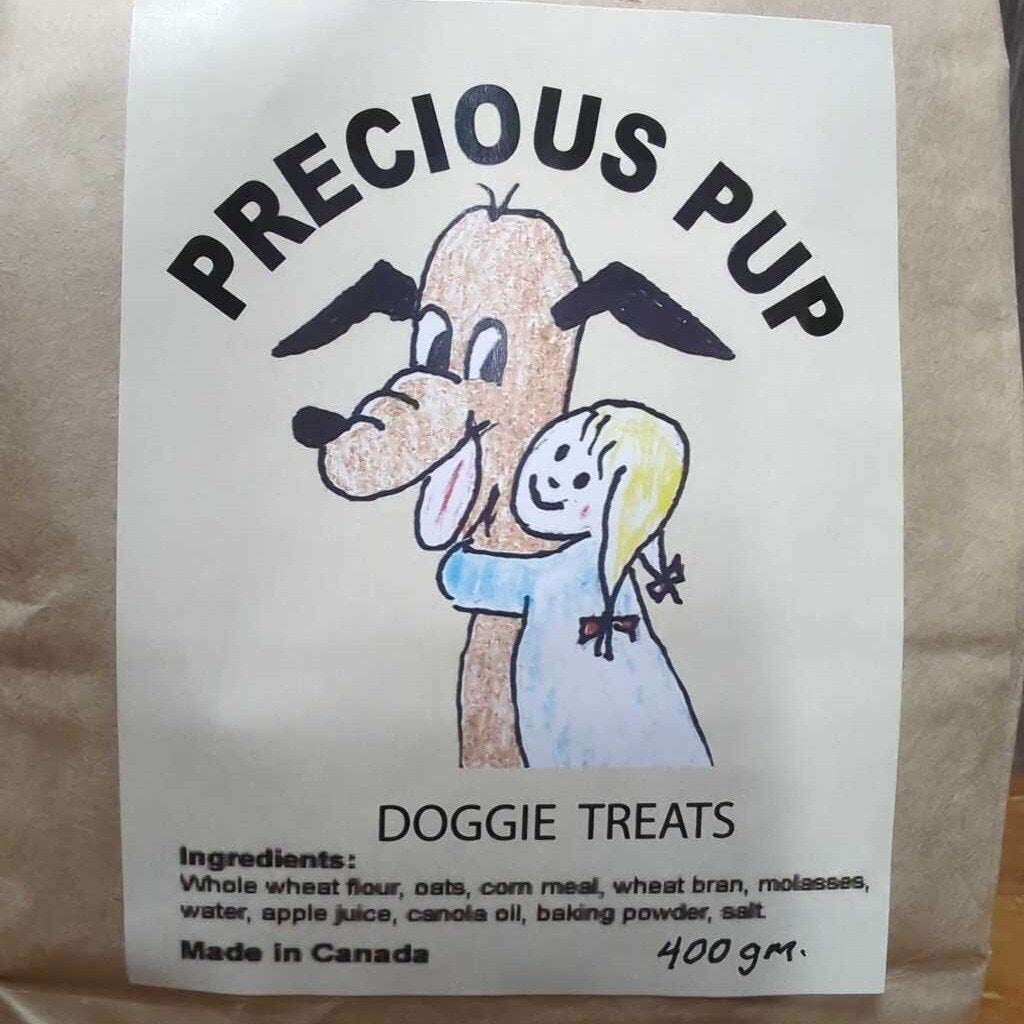 PRECIOUS PUP
DOGGIE TREATS
Ingredients:
Whole wheat flour, oats, corn meal, wheat bran, molasses,
water, apple juice, canola oil, baking powder, salt.
Made in Canada
400 gm.